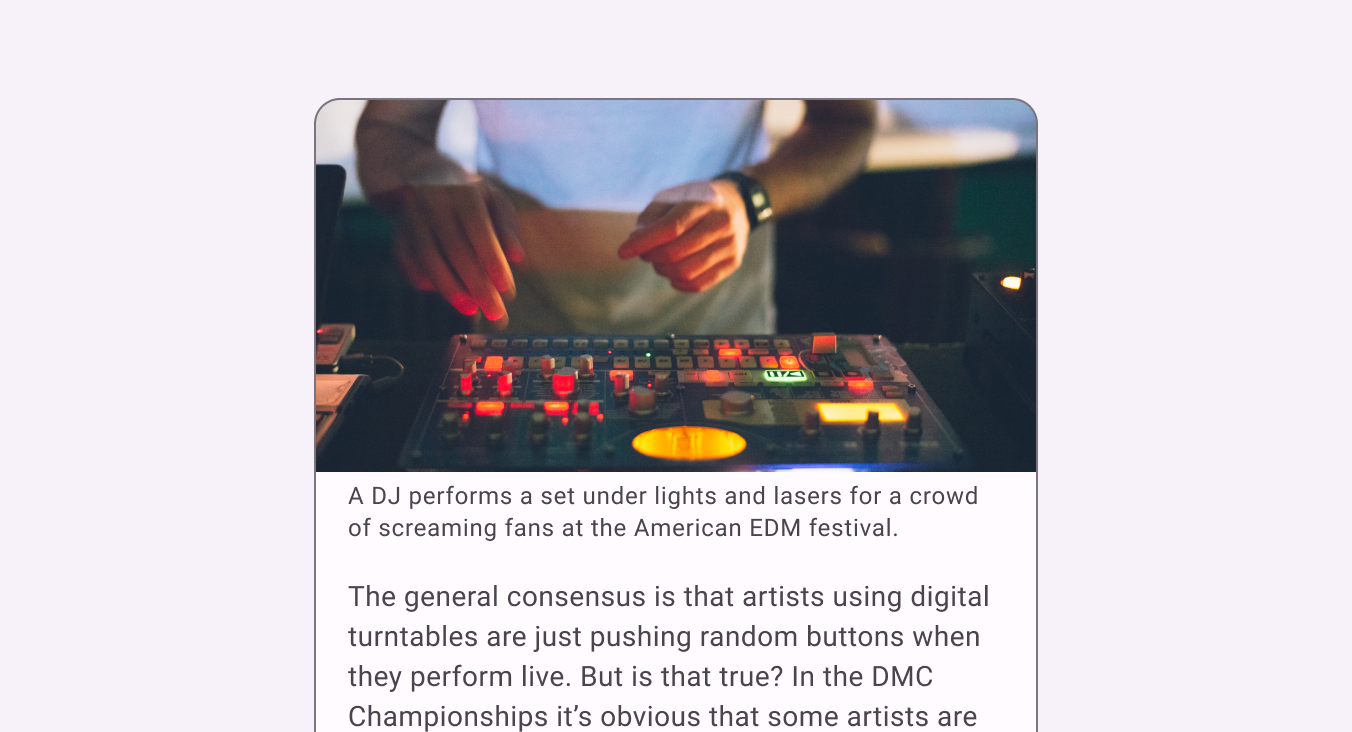 A DJ performs a set under lights and lasers for a crowd
of screaming fans at the American EDM festival.
The general consensus is that artists using digital
turntables are just pushing random buttons when
they perform live. But is that true? In the DMC
Championships it’s obvious that some artists are